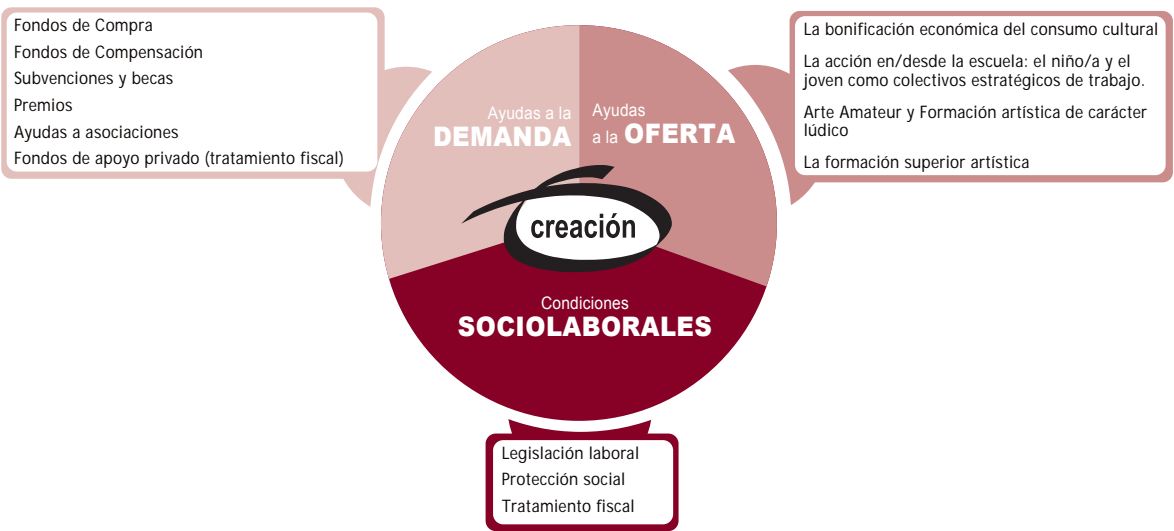 Fondos de Compra
Fondos de Compensación
Subvenciones y becas
Premios
Ayudas a asociaciones
Fondos de apoyo privado (tratamiento fiscal)
Ayudas a la
DEMANDA
Ayudas
a la OFERTA
La bonificación económica del consumo cultural
La acción en/desde la escuela: el niño/a y el
joven como colectivos estratégicos de trabajo.
Arte Amateur y Formación artística de carácter
lúdico
La formación superior artística
creación
Condiciones
SOCIOLABORALES
Legislación laboral
Protección social
Tratamiento fiscal